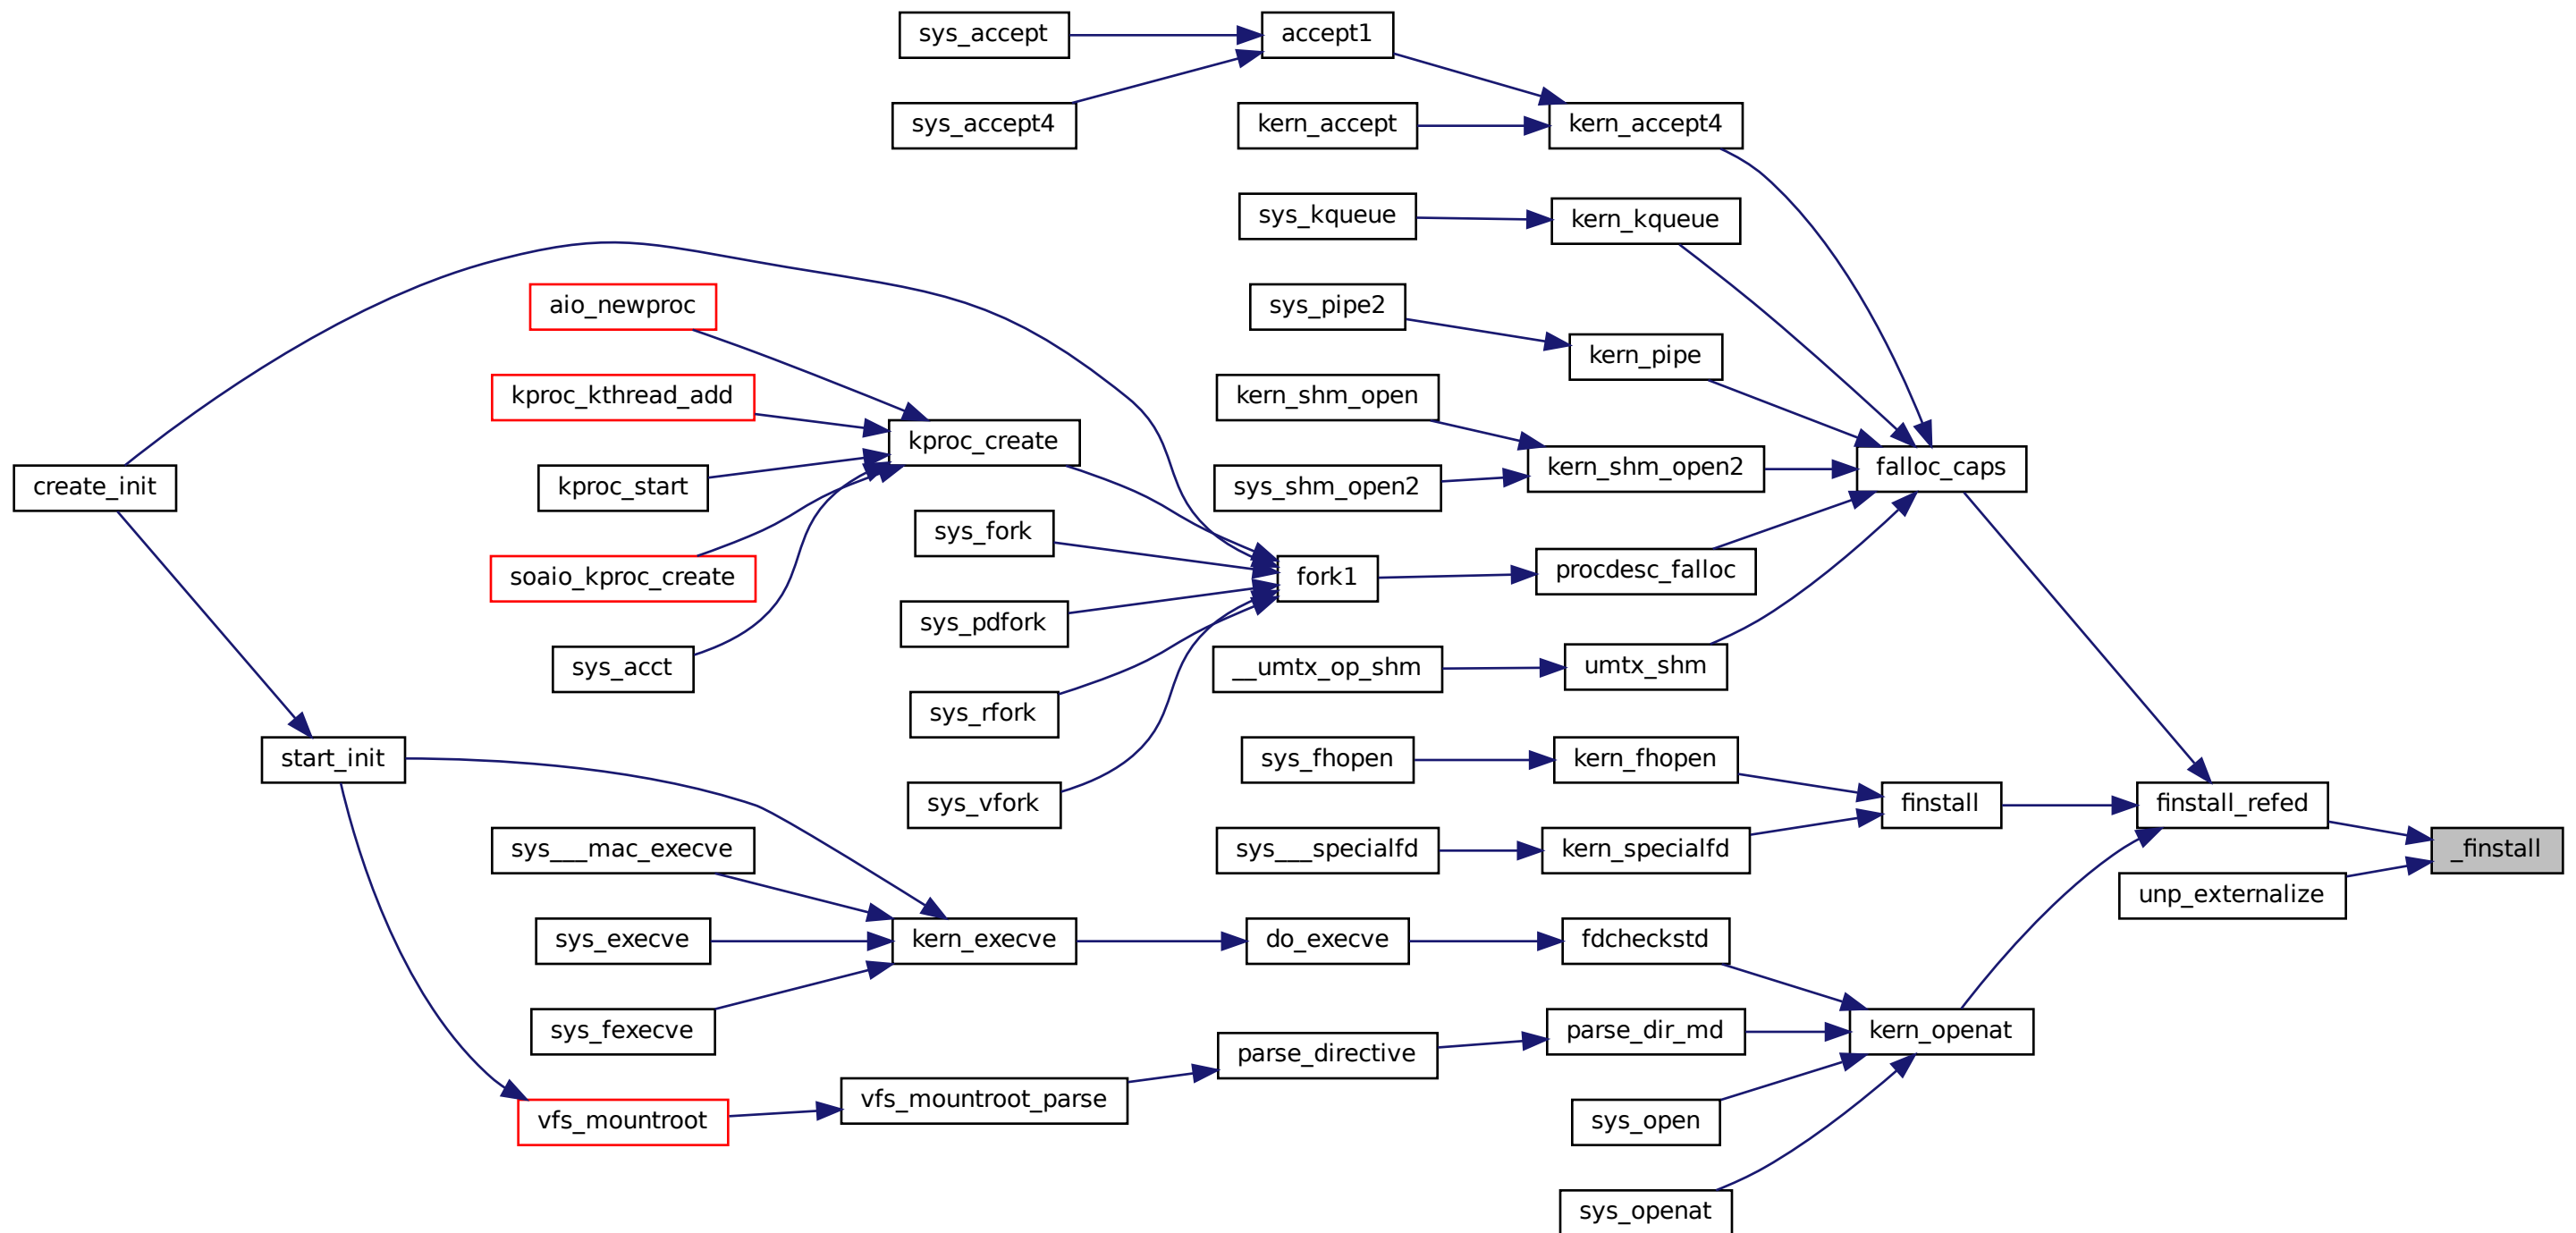 sys_accept
accept1
sys_accept4
kern_accept
kern_accept4
sys_kqueue
kern_kqueue
aio_newproc
sys_pipe2
kern_pipe
kproc_kthread_add
kern_shm_open
kproc_create
kern_shm_open2
falloc_caps
create_init
kproc_start
sys_shm_open2
sys_fork
soaio_kproc_create
fork1
procdesc_falloc
sys_pdfork
sys_acct
__umtx_op_shm
umtx_shm
sys_rfork
start_init
sys_fhopen
kern_fhopen
sys_vfork
finstall
finstall_refed
sys___mac_execve
sys___specialfd
kern_specialfd
_finstall
unp_externalize
sys_execve
kern_execve
do_execve
fdcheckstd
sys_fexecve
parse_directive
parse_dir_md
kern_openat
vfs_mountroot
vfs_mountroot_parse
sys_open
sys_openat